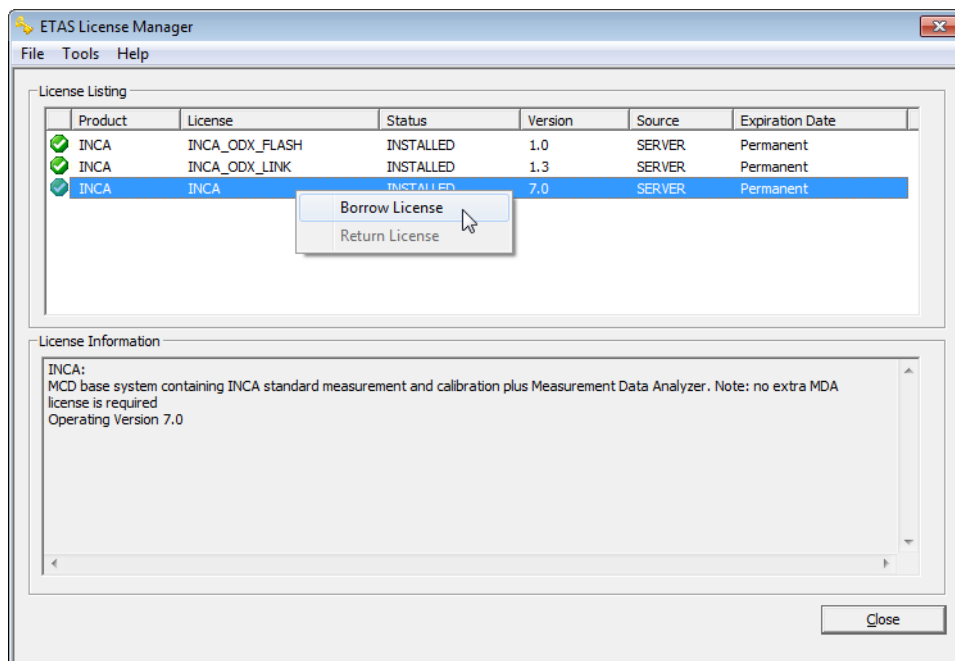 ETAS License Manager
File Tools Help
License Listing
Product License Status Version Source Expiration Date
INCA INCA_ODX_FLASH INSTALLED 1.0 SERVER Permanent
INCA INCA_ODX_LINK INSTALLED 1.3 SERVER Permanent
INCA INCA INSTALLED 7.0 SERVER Permanent
Borrow License
Return License
License Information
INCA:
MCD base system containing INCA standard measurement and calibration plus Measurement Data Analyzer. Note: no extra MDA
license is required
Operating Version 7.0
Close